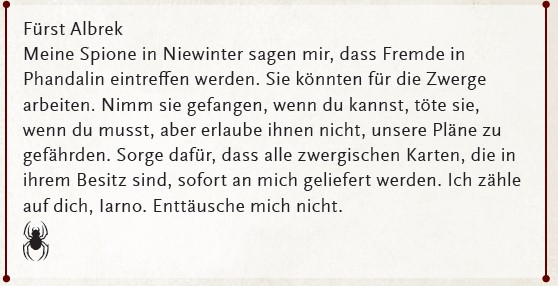 Fürst Albrek
Meine Spione in Niewinter sagen mir, dass Fremde in
Phandalin eintreffen werden. Sie könnten für die Zwerge
arbeiten. Nimm sie gefangen, wenn du kannst, töte sie,
wenn du musst, aber erlaube ihnen nicht, unsere Pläne zu
gefährden. Sorge dafür, dass alle zwergischen Karten, die in
ihrem Besitz sind, sofort an mich geliefert werden. Ich zähle
auf dich, Iarno. Enttäusche mich nicht.